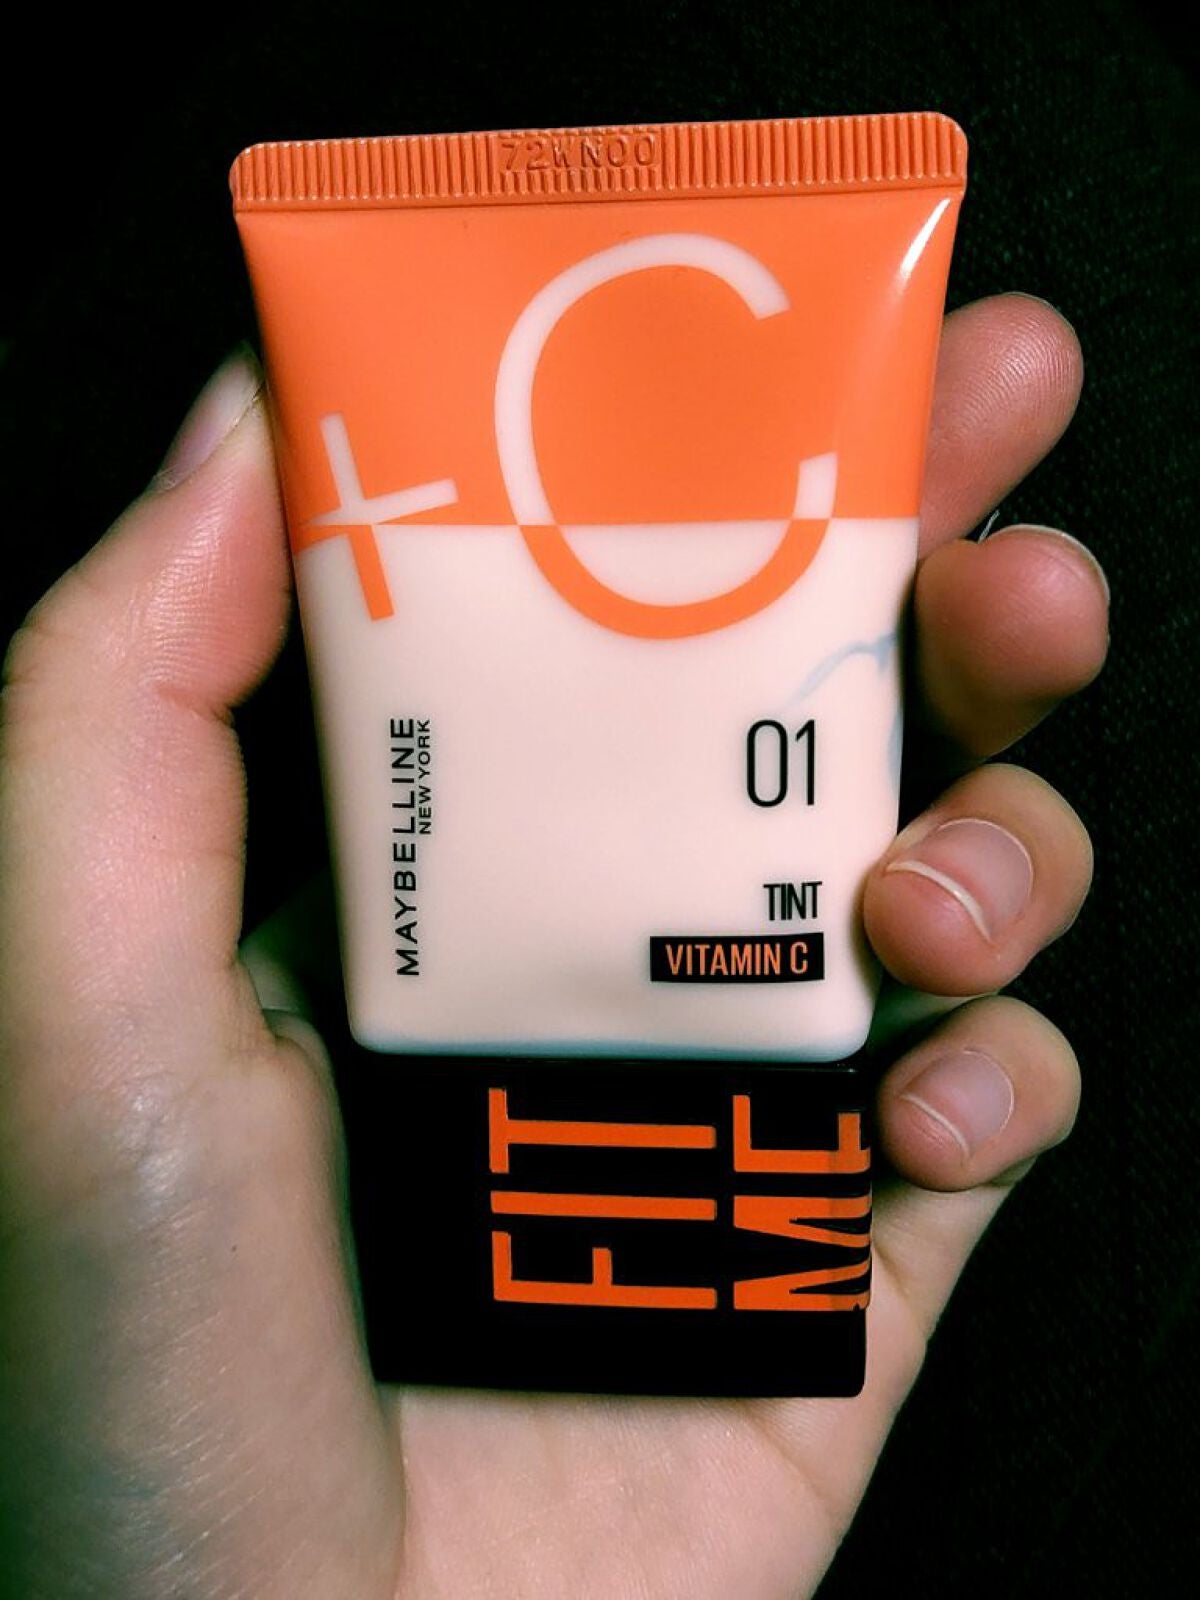 72WN00
+C
MAYBELLINE
NEW YORK
01
TINT
VITAMIN C
FIT
ME